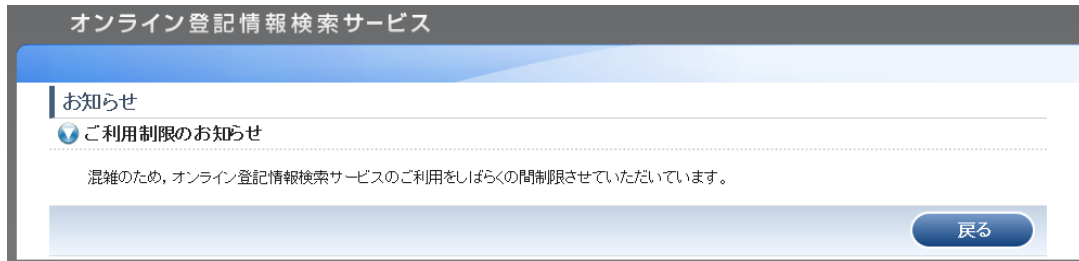 オンライン登記情報検索サービス
お知らせ
ご利用制限のお知らせ
混雑のため，オンライン登記情報検索サービスのご利用をしばらくの間制限させていただいています。
戻る